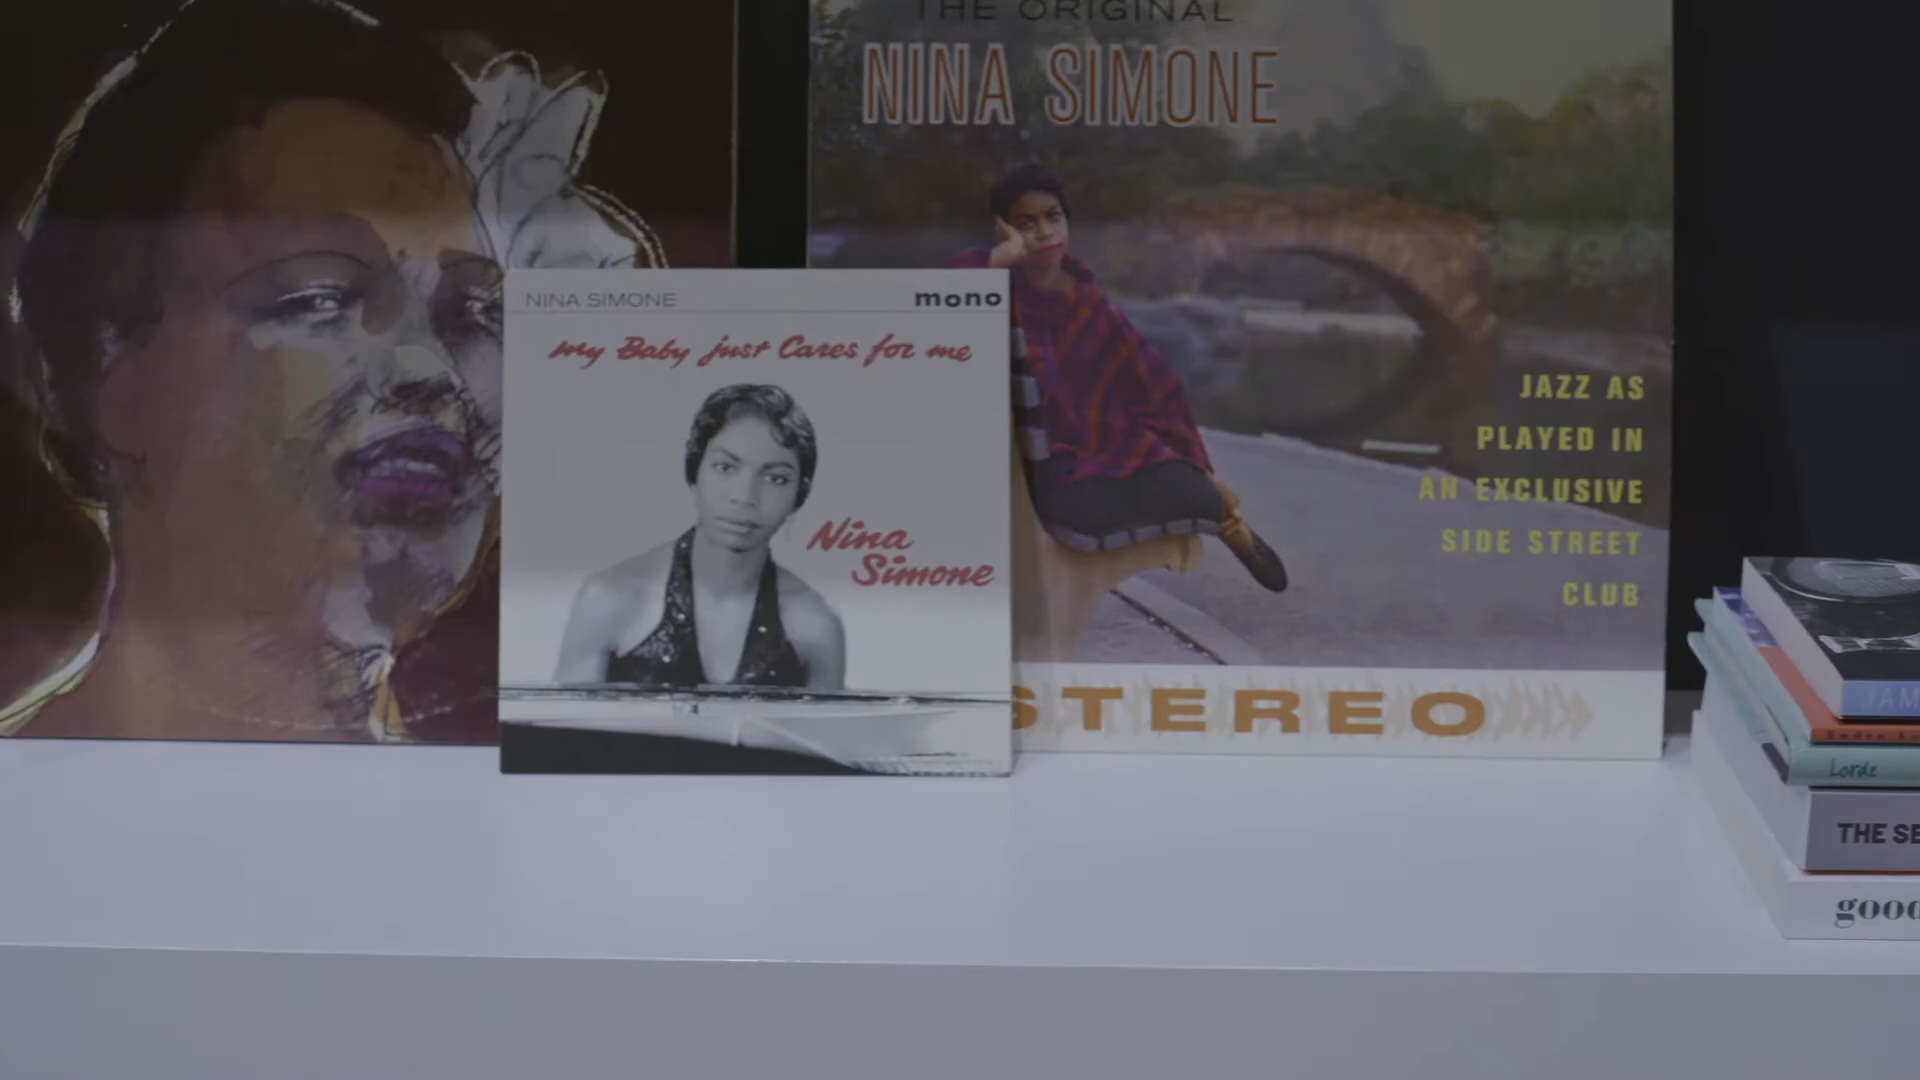 THE ORIGINAL
NINA SIMONE
NINA SIMONE
mono
my Baby just Cares for me
Nina
Simone
JAZZ AS
PLAYED IN
AN EXCLUSIVE
SIDE STREET
CLUB
STEREO
JAM
Lorde
THE SE
good